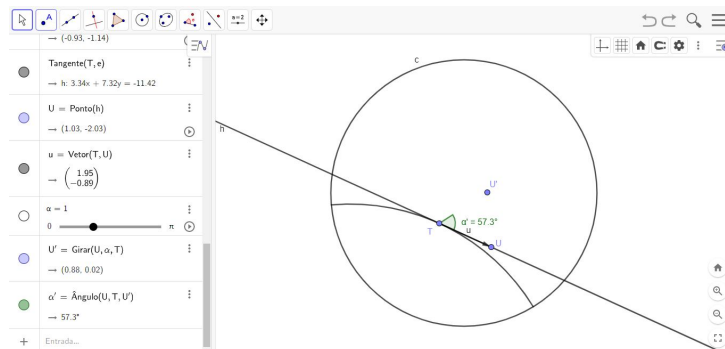 A
a=2
→ (-0.93, -1.14)
Tangente(T, e)
→ h: 3.34x + 7.32y = -11.42
U = Ponto(h)
→ (1.03, -2.03)
u = Vetor(T, U)
→ (1.95
-0.89)
α = 1
0
π
U′ = Girar(U, α, T)
→ (0.88, 0.02)
α′ = Ângulo(U, T, U′)
→ 57.3°
+ Entrada...
c
h
U'
α' = 57.3°
T
u
U